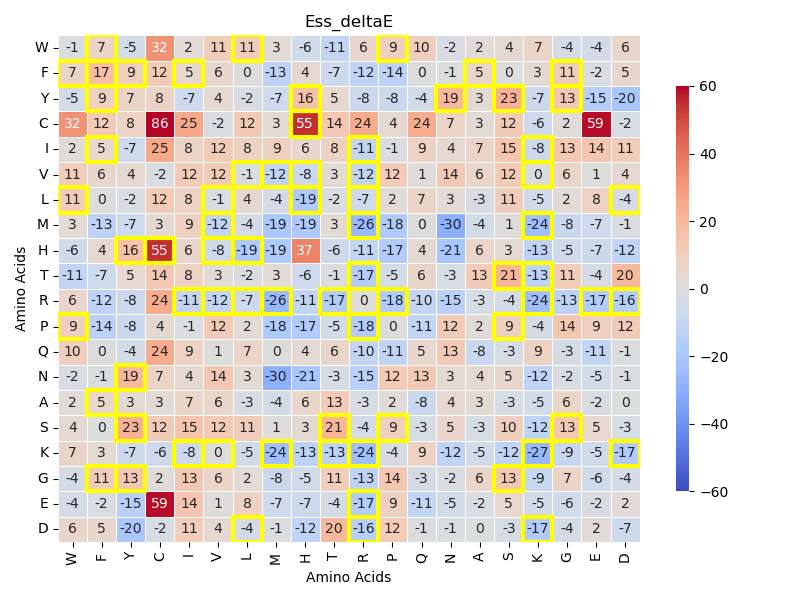 Ess_deltaE
W -1 7 -5 32 2 11 11 3 -6 -11 6 9 10 -2 2 4 7 -4 -4 6
F 7 17 9 12 5 6 0 -13 4 -7 -12 -14 0 -1 5 0 3 11 -2 5
Y -5 9 7 8 -7 4 -2 -7 16 5 -8 -8 -4 19 3 23 -7 13 -15 -20
C 32 12 8 86 25 -2 12 3 55 14 24 4 24 7 3 12 -6 2 59 -2
I 2 5 -7 25 8 12 8 9 6 8 -11 -1 9 4 7 15 -8 13 14 11
V 11 6 4 -2 12 12 -1 -12 -8 3 -12 12 1 14 6 12 0 6 1 4
L 11 0 -2 12 8 -1 4 -4 -19 -2 -7 2 7 3 -3 11 -5 2 8 -4
M 3 -13 -7 3 9 -12 -4 -19 -19 3 -26 -18 0 -30 -4 1 -24 -8 -7 -1
H -6 4 16 55 6 -8 -19 -19 37 -6 -11 -17 4 -21 6 3 -13 -5 -7 -12
T -11 -7 5 14 8 3 -2 3 -6 -1 -17 -5 6 -3 13 21 -13 11 -4 20
R 6 -12 -8 24 -11 -12 -7 -26 -11 -17 0 -18 -10 -15 -3 -4 -24 -13 -17 -16
P 9 -14 -8 4 -1 12 2 -18 -17 -5 -18 0 -11 12 2 9 -4 14 9 12
Q 10 0 -4 24 9 1 7 0 4 6 -10 -11 5 13 -8 -3 9 -3 -11 -1
N -2 -1 19 7 4 14 3 -30 -21 -3 -15 12 13 3 4 5 -12 -2 -5 -1
A 2 5 3 3 7 6 -3 -4 6 13 -3 2 -8 4 3 -3 -5 6 -2 0
S 4 0 23 12 15 12 11 1 3 21 -4 9 -3 5 -3 10 -12 13 5 -3
K 7 3 -7 -6 -8 0 -5 -24 -13 -13 -24 -4 9 -12 -5 -12 -27 -9 -5 -17
G -4 11 13 2 13 6 2 -8 -5 11 -13 14 -3 -2 6 13 -9 7 -6 -4
E -4 -2 -15 59 14 1 8 -7 -7 -4 -17 9 -11 -5 -2 5 -5 -6 -2 2
D 6 5 -20 -2 11 4 -4 -1 -12 20 -16 12 -1 -1 0 -3 -17 -4 2 -7
W F Y C I V L M H T R P Q N A S K G E D
Amino Acids
Amino Acids
60
40
20
0
−20
−40
−60